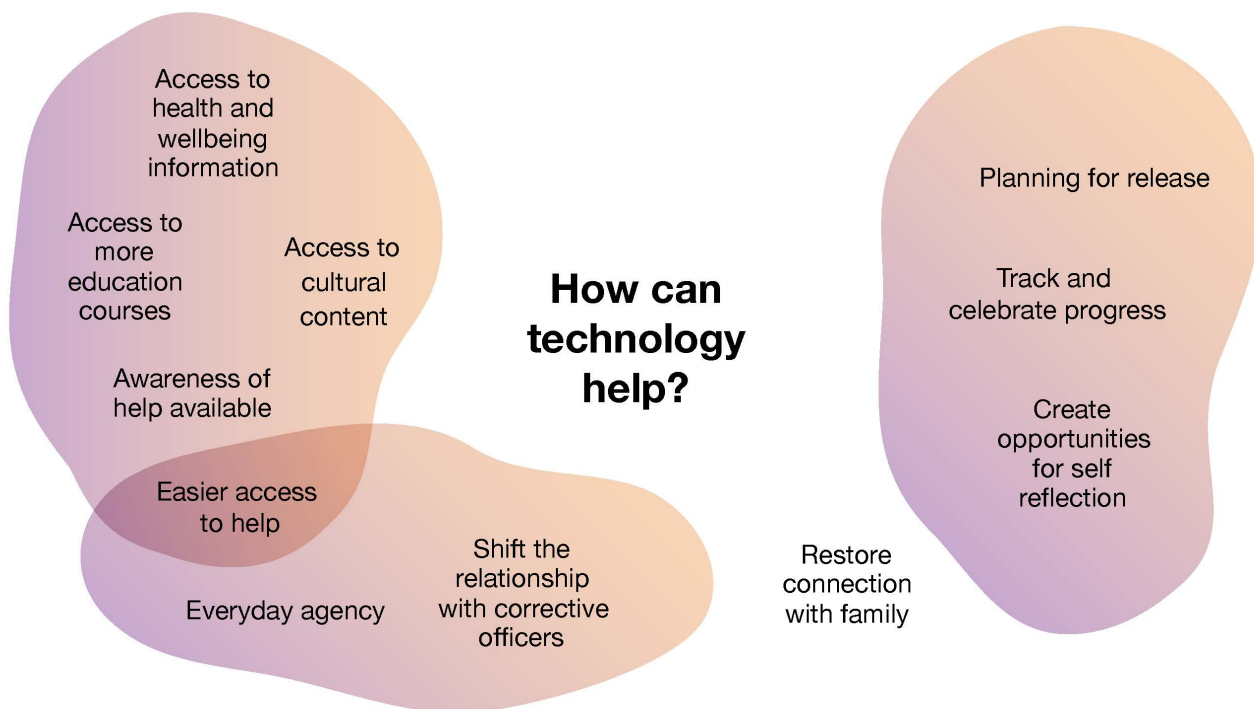 Access to
health and
wellbeing
information
Access to
more
education
courses
Access to
cultural
content
Awareness of
help available
Easier access
to help
Everyday agency
Shift the
relationship
with corrective
officers
How can
technology
help?
Restore
connection
with family
Planning for release
Track and
celebrate progress
Create
opportunities
for self
reflection